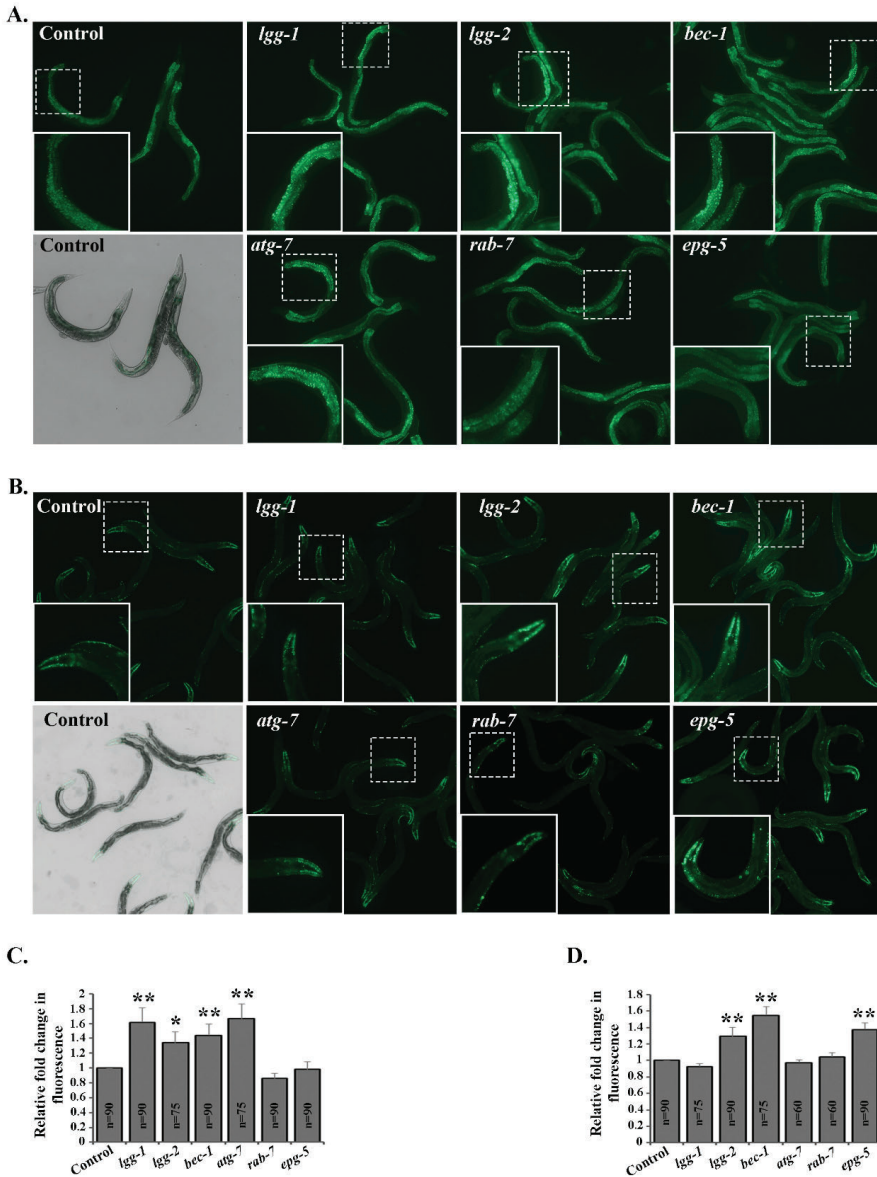 A.
Control
lgg-1
lgg-2
bec-1
Control
atg-7
rab-7
epg-5
B.
Control
lgg-1
lgg-2
bec-1
Control
atg-7
rab-7
epg-5
C.
Relative fold change in
fluorescence
2
1.8
1.6
1.4
1.2
1
0.8
0.6
0.4
0.2
0
** * ** **
n=90 n=90 n=75 n=90 n=75 n=90 n=90
Control lgg-1 lgg-2 bec-1 atg-7 rab-7 epg-5
D.
Relative fold change in
fluorescence
1.8
1.6
1.4
1.2
1
0.8
0.6
0.4
0.2
0
** ** **
n=90 n=75 n=90 n=75 n=60 n=60 n=90
Control lgg-1 lgg-2 bec-1 atg-7 rab-7 epg-5